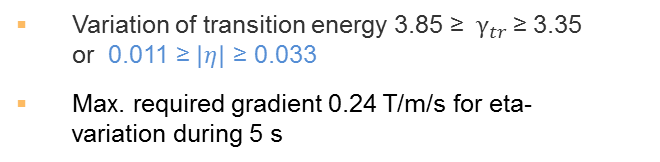 Variation of transition energy 3.85 ≥ γₜᵣ ≥ 3.35
or 0.011 ≥ |η| ≥ 0.033
Max. required gradient 0.24 T/m/s for eta-
variation during 5 s